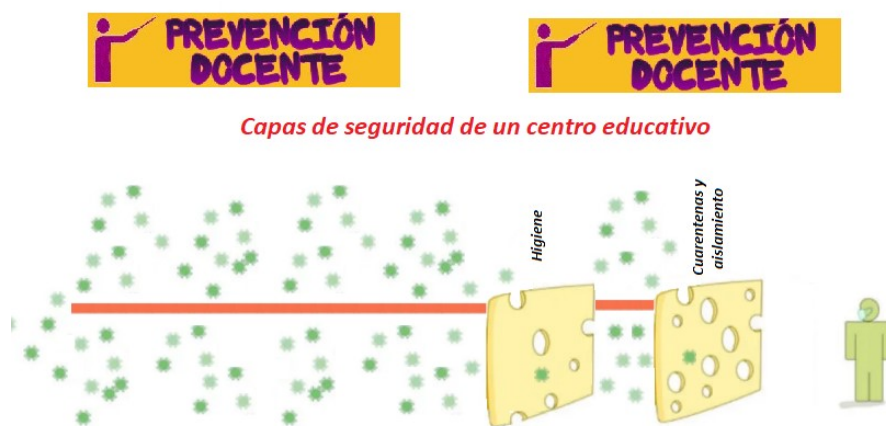 PREVENCIÓN
DOCENTE
PREVENCIÓN
DOCENTE
Capas de seguridad de un centro educativo
Higiene
Cuarentenas y
aislamiento